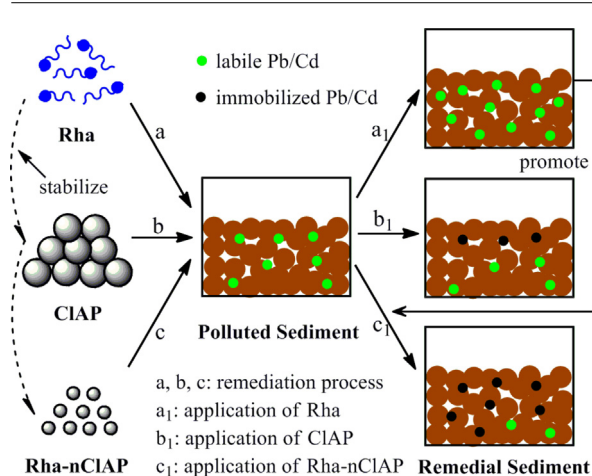 labile Pb/Cd
immobilized Pb/Cd
Rha
a
a₁
promote
stabilize
b
b₁
ClAP
Polluted Sediment
c
c₁
a, b, c: remediation process
a₁: application of Rha
b₁: application of ClAP
c₁: application of Rha-nClAP
Rha-nClAP
Remedial Sediment